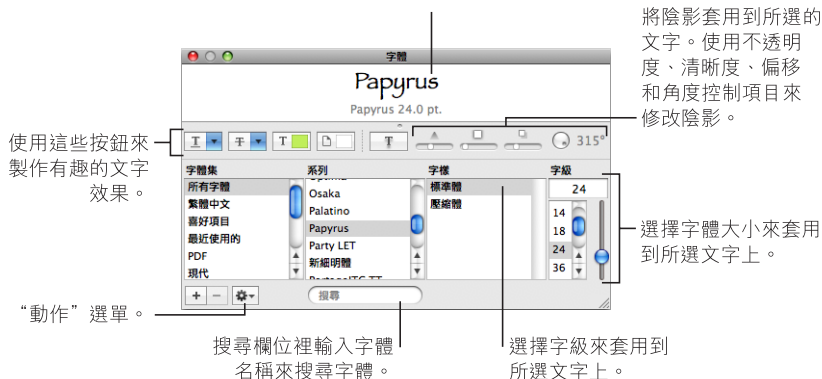 將陰影套用到所選的
文字。使用不透明
度、清晰度、偏移
和角度控制項目來
修改陰影。
字體
Papyrus
Papyrus 24.0 pt.
T T T T 315°
使用這些按鈕來
製作有趣的文字
效果。
字體集 系列 字樣 字級
所有字體
繁體中文
喜好項目
最近使用的
PDF
現代
Osaka
Palatino
Papyrus
Party LET
新細明體
標準體
壓縮體
24
14
18
24
36
選擇字體大小來套用
到所選文字上。
搜尋
“動作”選單。
搜尋欄位裡輸入字體
名稱來搜尋字體。
選擇字級來套用到
所選文字上。